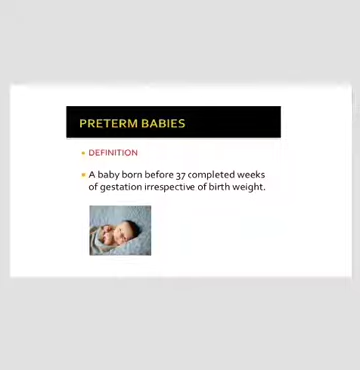 PRETERM BABIES
DEFINITION
A baby born before 37 completed weeks
of gestation irrespective of birth weight.